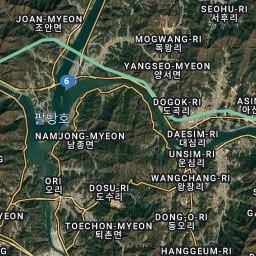 SEOHU-RI
서후리
JOAN-MYEON
조안면
MOGWANG-RI
목왕리
YANGSEO-MYEON
양서면
6
DOGOK-RI
도곡리
팔당호
NAMJONG-MYEON
남종면
DAESIM-RI
대심리
UNSIM-RI
운심리
WANGCHANG-RI
왕창리
ORI
오리
DOSU-RI
도수리
DONG-O-RI
동오리
TOECHON-MYEON
퇴촌면
HANGGEUM-RI